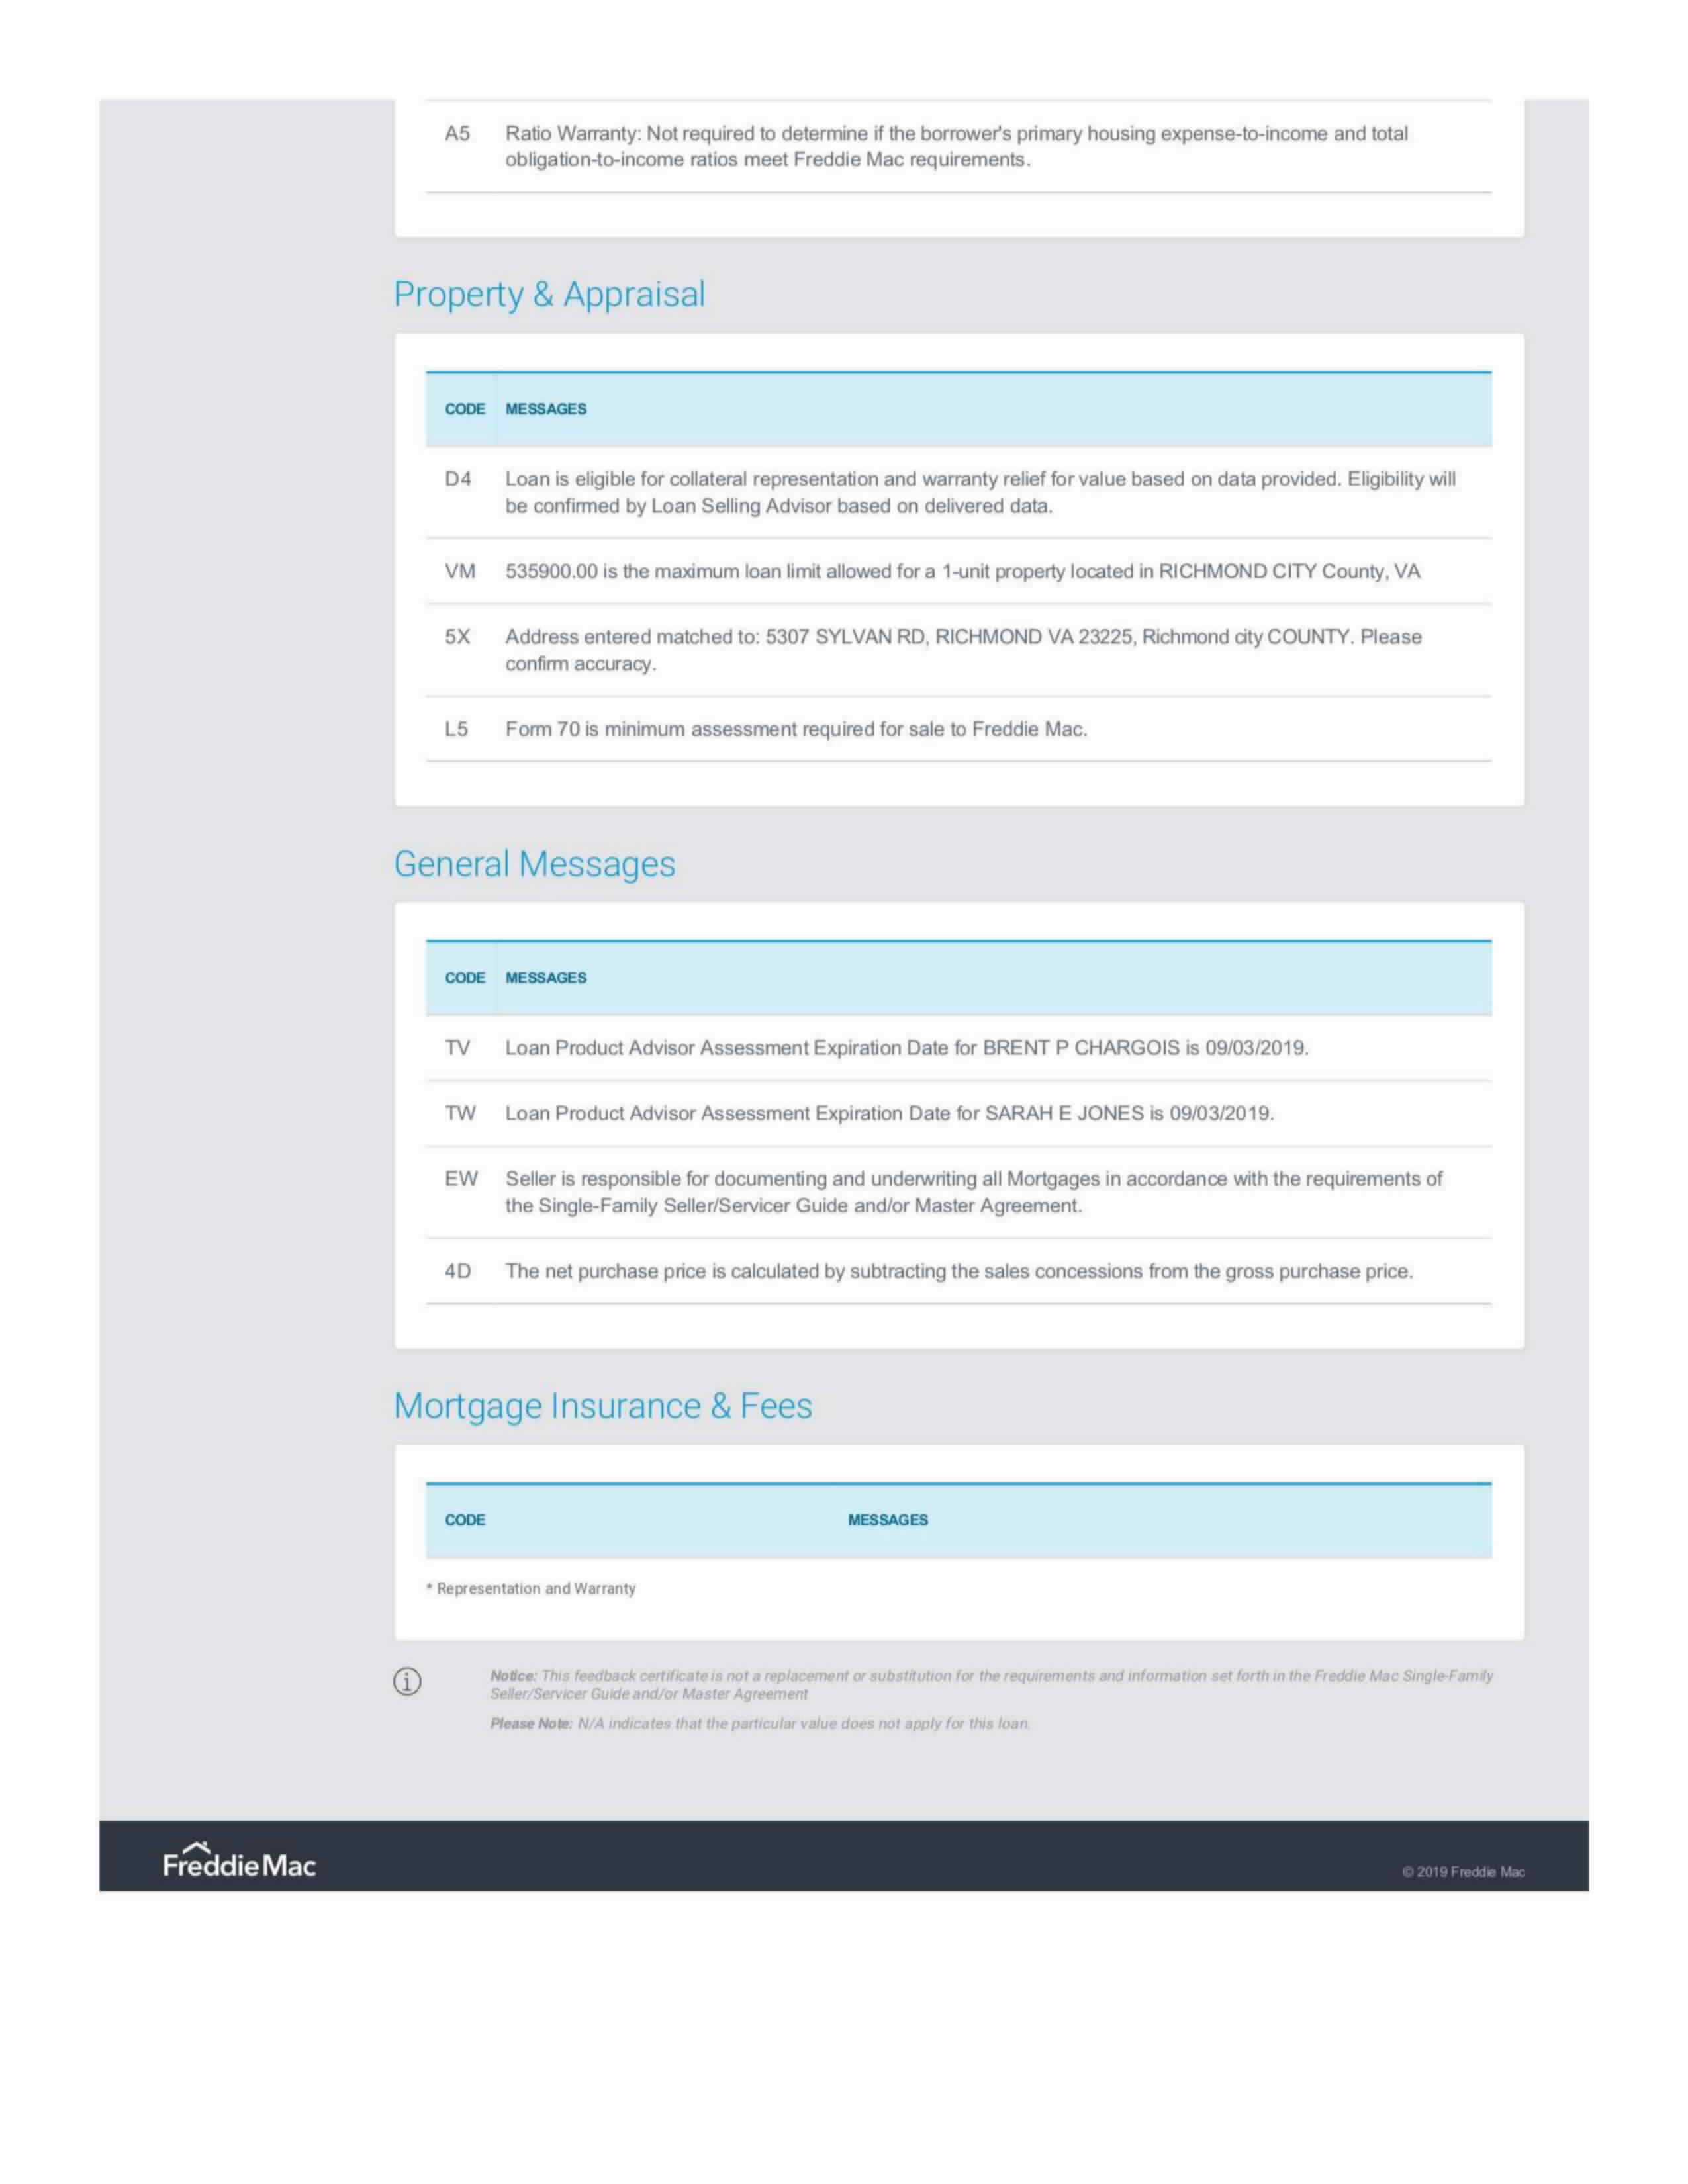 A5 Ratio Warranty: Not required to determine if the borrower's primary housing expense-to-income and total
obligation-to-income ratios meet Freddie Mac requirements.
Property & Appraisal
CODE MESSAGES
D4 Loan is eligible for collateral representation and warranty relief for value based on data provided. Eligibility will
be confirmed by Loan Selling Advisor based on delivered data.
VM 535900.00 is the maximum loan limit allowed for a 1-unit property located in RICHMOND CITY County, VA
5X Address entered matched to: 5307 SYLVAN RD, RICHMOND VA 23225, Richmond city COUNTY. Please
confirm accuracy.
L5 Form 70 is minimum assessment required for sale to Freddie Mac.
General Messages
CODE MESSAGES
TV Loan Product Advisor Assessment Expiration Date for BRENT P CHARGOIS is 09/03/2019.
TW Loan Product Advisor Assessment Expiration Date for SARAH E JONES is 09/03/2019.
EW Seller is responsible for documenting and underwriting all Mortgages in accordance with the requirements of
the Single-Family Seller/Servicer Guide and/or Master Agreement.
4D The net purchase price is calculated by subtracting the sales concessions from the gross purchase price.
Mortgage Insurance & Fees
CODE MESSAGES
* Representation and Warranty
Notice: This feedback certificate is not a replacement or substitution for the requirements and information set forth in the Freddie Mac Single-Family
Seller/Servicer Guide and/or Master Agreement
Please Note: N/A indicates that the particular value does not apply for this loan.
FreddieMac
© 2019 Freddie Mac